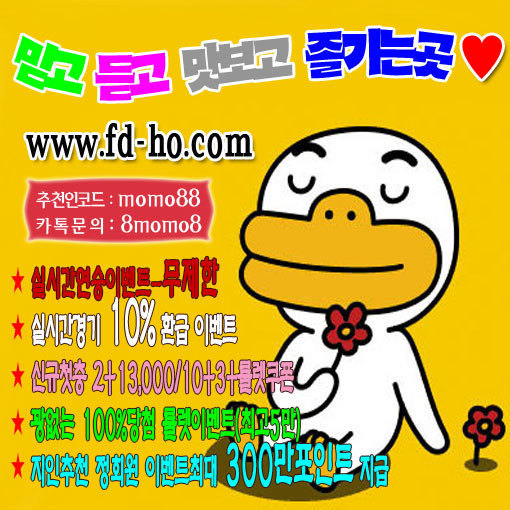 맘고 듣고 맛보고 즐기는곳♥
www.fd-ho.com
추천인코드 : momo88
카톡문의 : 8momo8
★ 실시간연승이벤트-무제한
★ 실시간경기 10% 환급 이벤트
★ 신규첫충 2+13,000/10+3+룰렛쿠폰
★ 꽝없는 100%당첨 룰렛이벤트(최고5만)
★ 지인추천 정회원 이벤트최대 300만포인트 지급